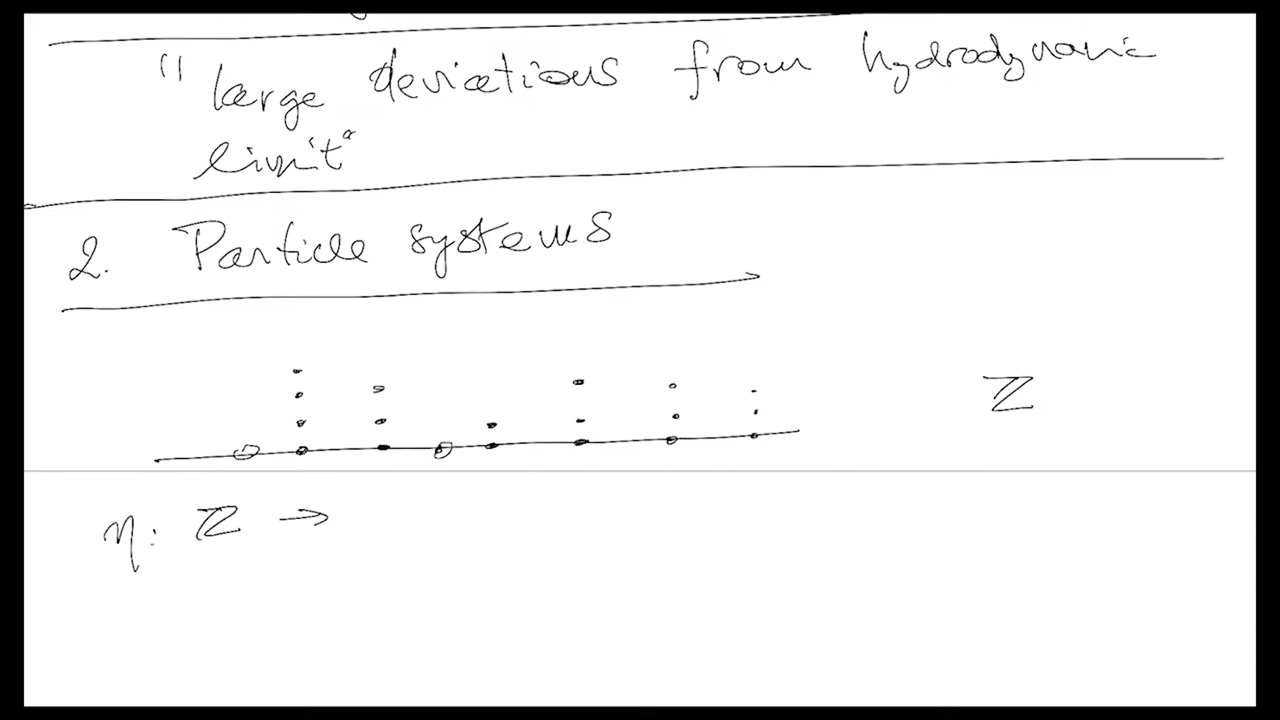 "large deviations from hydrodynamic
limit"
2. Particle systems
ℤ
η: ℤ →